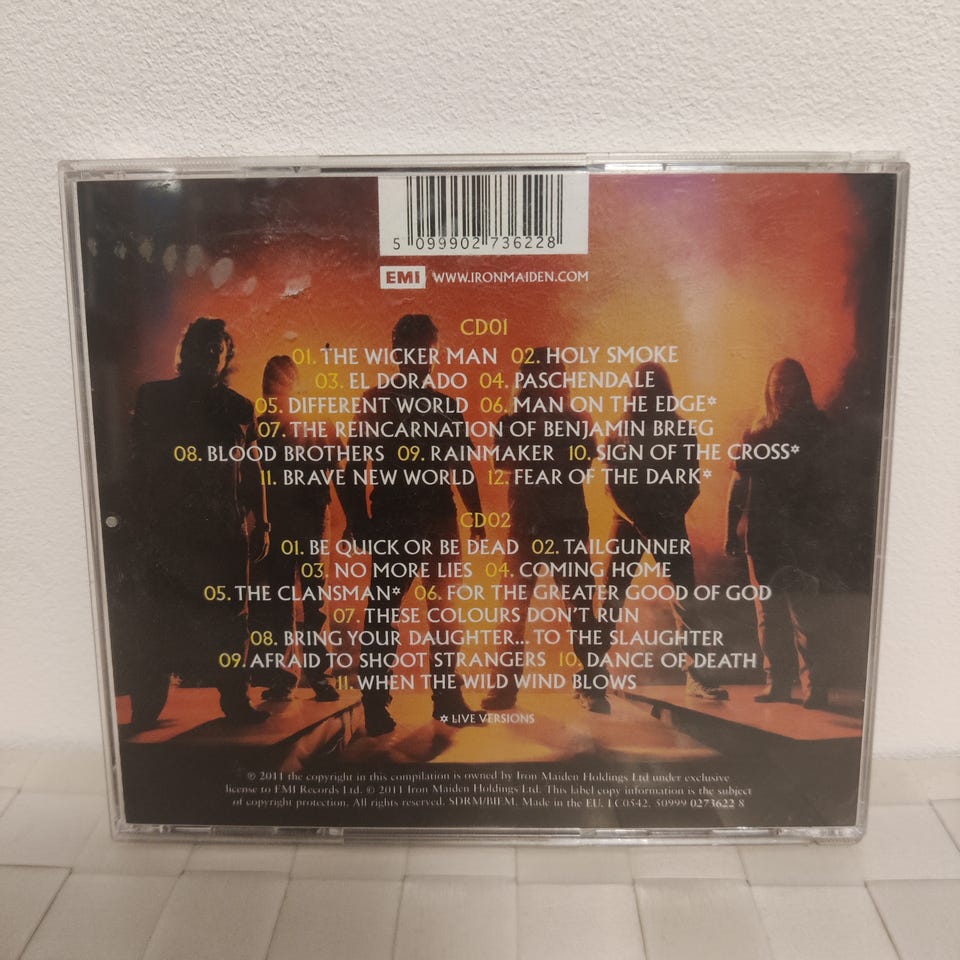 5 099902 736228
EMI WWW.IRONMAIDEN.COM
CD01
01. THE WICKER MAN 02. HOLY SMOKE
03. EL DORADO 04. PASCHENDALE
05. DIFFERENT WORLD 06. MAN ON THE EDGE*
07. THE REINCARNATION OF BENJAMIN BREEG
08. BLOOD BROTHERS 09. RAINMAKER 10. SIGN OF THE CROSS*
11. BRAVE NEW WORLD 12. FEAR OF THE DARK*
CD02
01. BE QUICK OR BE DEAD 02. TAILGUNNER
03. NO MORE LIES 04. COMING HOME
05. THE CLANSMAN* 06. FOR THE GREATER GOOD OF GOD
07. THESE COLOURS DON'T RUN
08. BRING YOUR DAUGHTER... TO THE SLAUGHTER
09. AFRAID TO SHOOT STRANGERS 10. DANCE OF DEATH
11. WHEN THE WILD WIND BLOWS
* LIVE VERSIONS
℗ 2011 the copyright in this compilation is owned by Iron Maiden Holdings Ltd under exclusive
license to EMI Records Ltd. © 2011 Iron Maiden Holdings Ltd. This label copy information is the subject
of copyright protection. All rights reserved. SDRM/BIEM. Made in the EU. LC0542. 50999 0273622 8